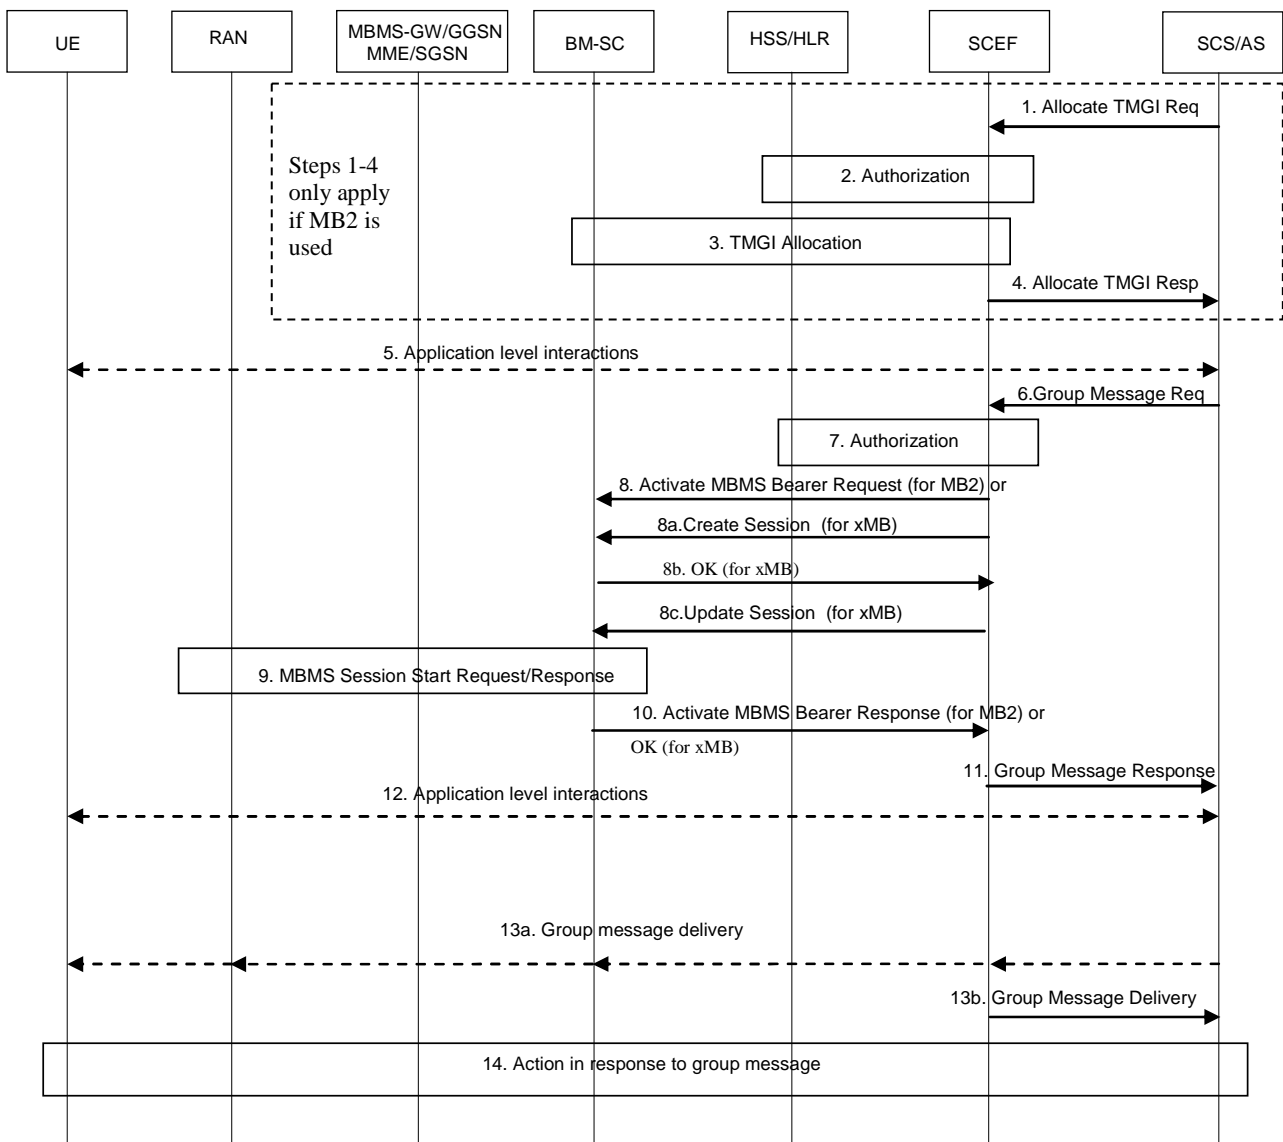 UE
RAN
MBMS-GW/GGSN
MME/SGSN
BM-SC
HSS/HLR
SCEF
SCS/AS
1. Allocate TMGI Req
Steps 1-4
only apply
if MB2 is
used
2. Authorization
3. TMGI Allocation
4. Allocate TMGI Resp
5. Application level interactions
6.Group Message Req
7. Authorization
8. Activate MBMS Bearer Request (for MB2) or
8a.Create Session (for xMB)
8b. OK (for xMB)
8c.Update Session (for xMB)
9. MBMS Session Start Request/Response
10. Activate MBMS Bearer Response (for MB2) or
OK (for xMB)
11. Group Message Response
12. Application level interactions
13a. Group message delivery
13b. Group Message Delivery
14. Action in response to group message